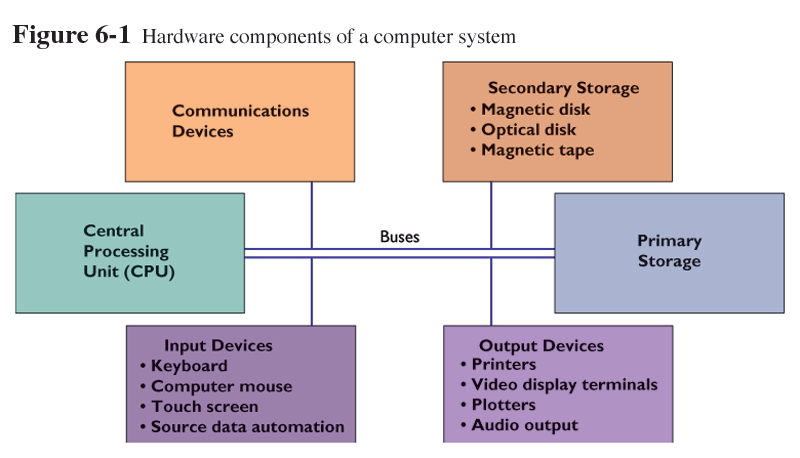 Figure 6-1 Hardware components of a computer system
Communications
Devices
Secondary Storage
• Magnetic disk
• Optical disk
• Magnetic tape
Central
Processing
Unit (CPU)
Buses
Primary
Storage
Input Devices
• Keyboard
• Computer mouse
• Touch screen
• Source data automation
Output Devices
• Printers
• Video display terminals
• Plotters
• Audio output